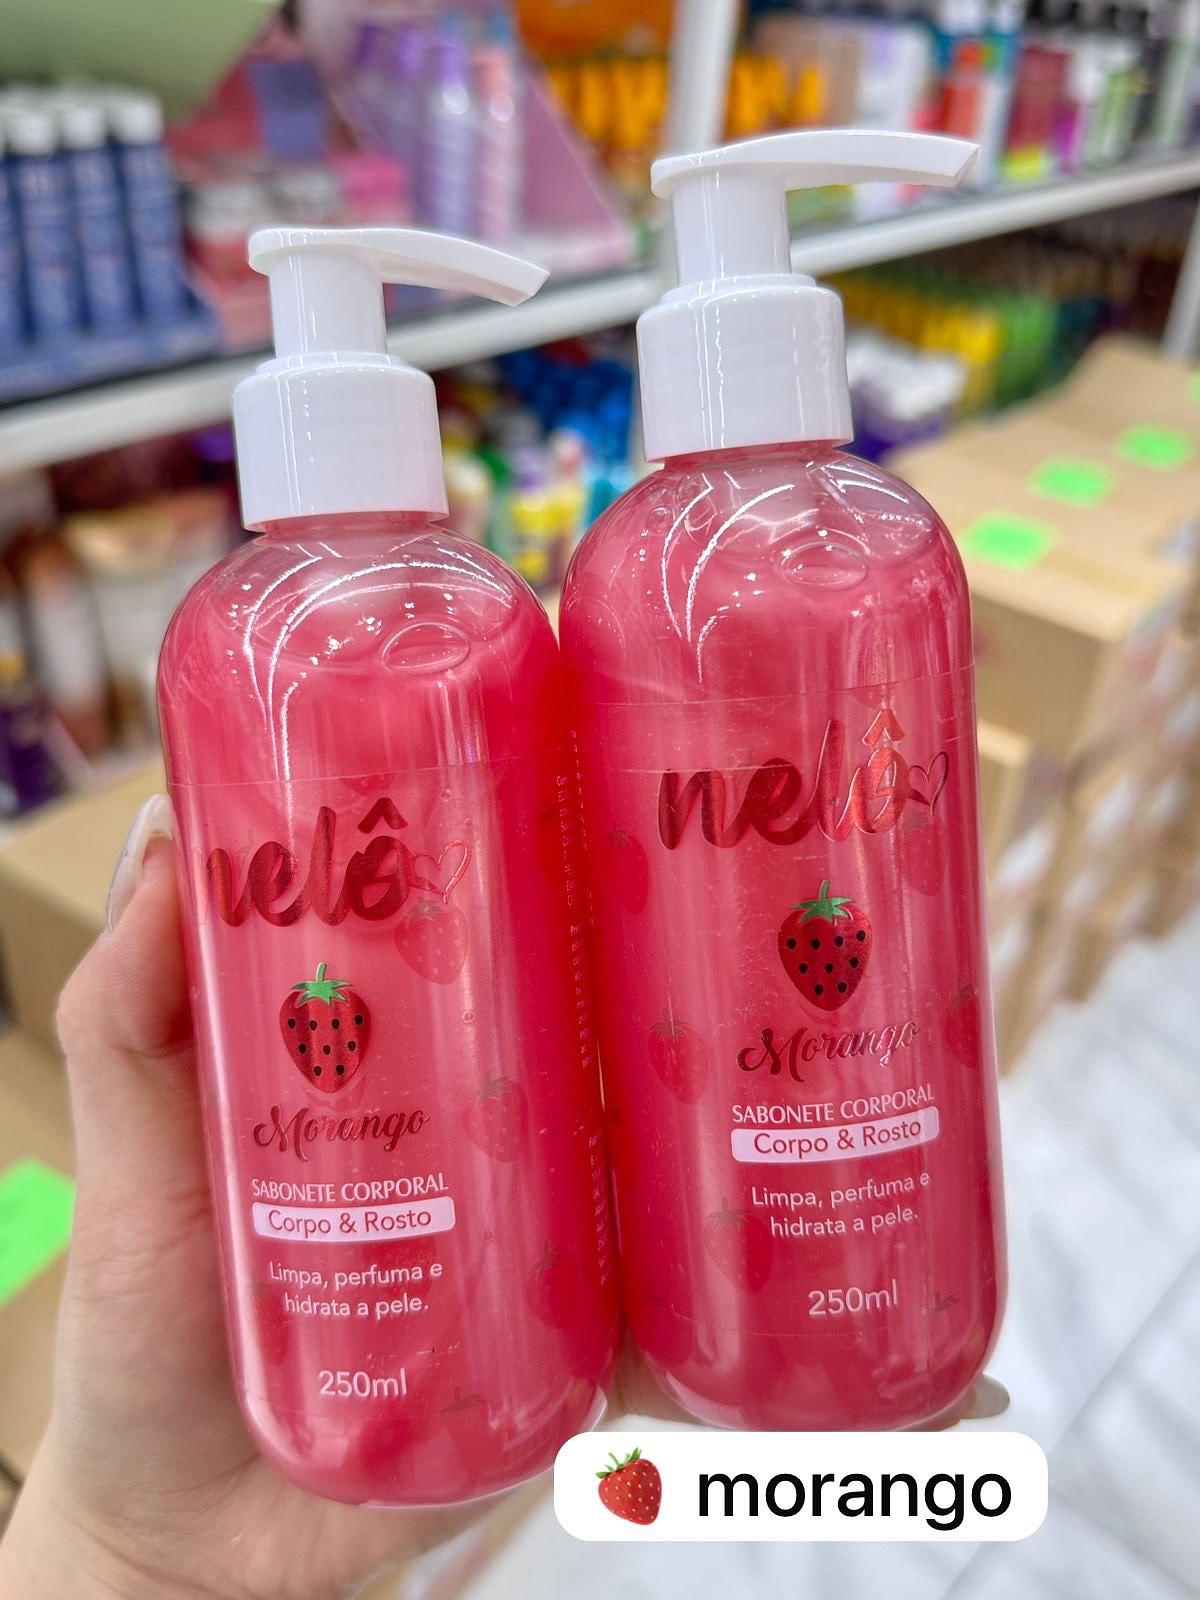 nelô
Morango
SABONETE CORPORAL
Corpo & Rosto
Limpa, perfuma e
hidrata a pele.
250ml
nelô
Morango
SABONETE CORPORAL
Corpo & Rosto
Limpa, perfuma e
hidrata a pele.
250ml
🍓 morango